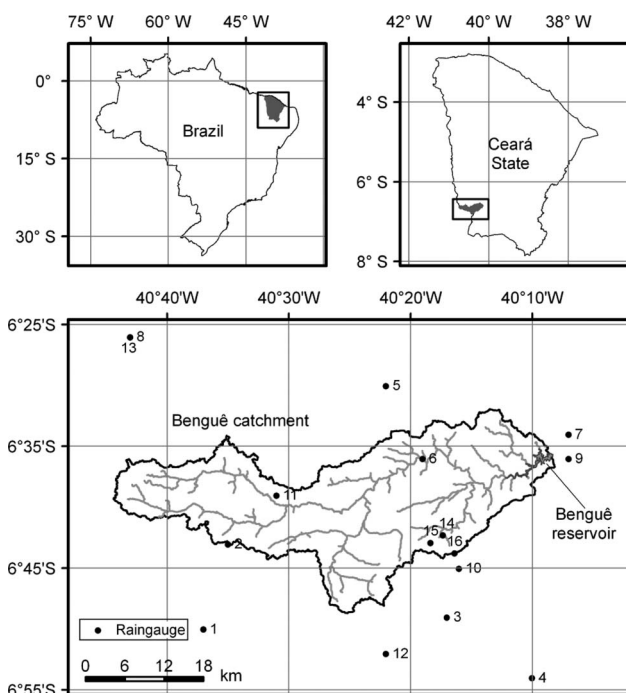 75° W 60° W 45° W
0°
15° S
30° S
Brazil
42° W 40° W 38° W
4° S
6° S
8° S
Ceará
State
40°40'W 40°30'W 40°20'W 40°10'W
6°25'S
6°35'S
6°45'S
6°55'S
8
13
5
Benguê catchment
7
6
9
11
Benguê
reservoir
14
15
16
2
10
3
1
12
4
Raingauge
0 6 12 18
km